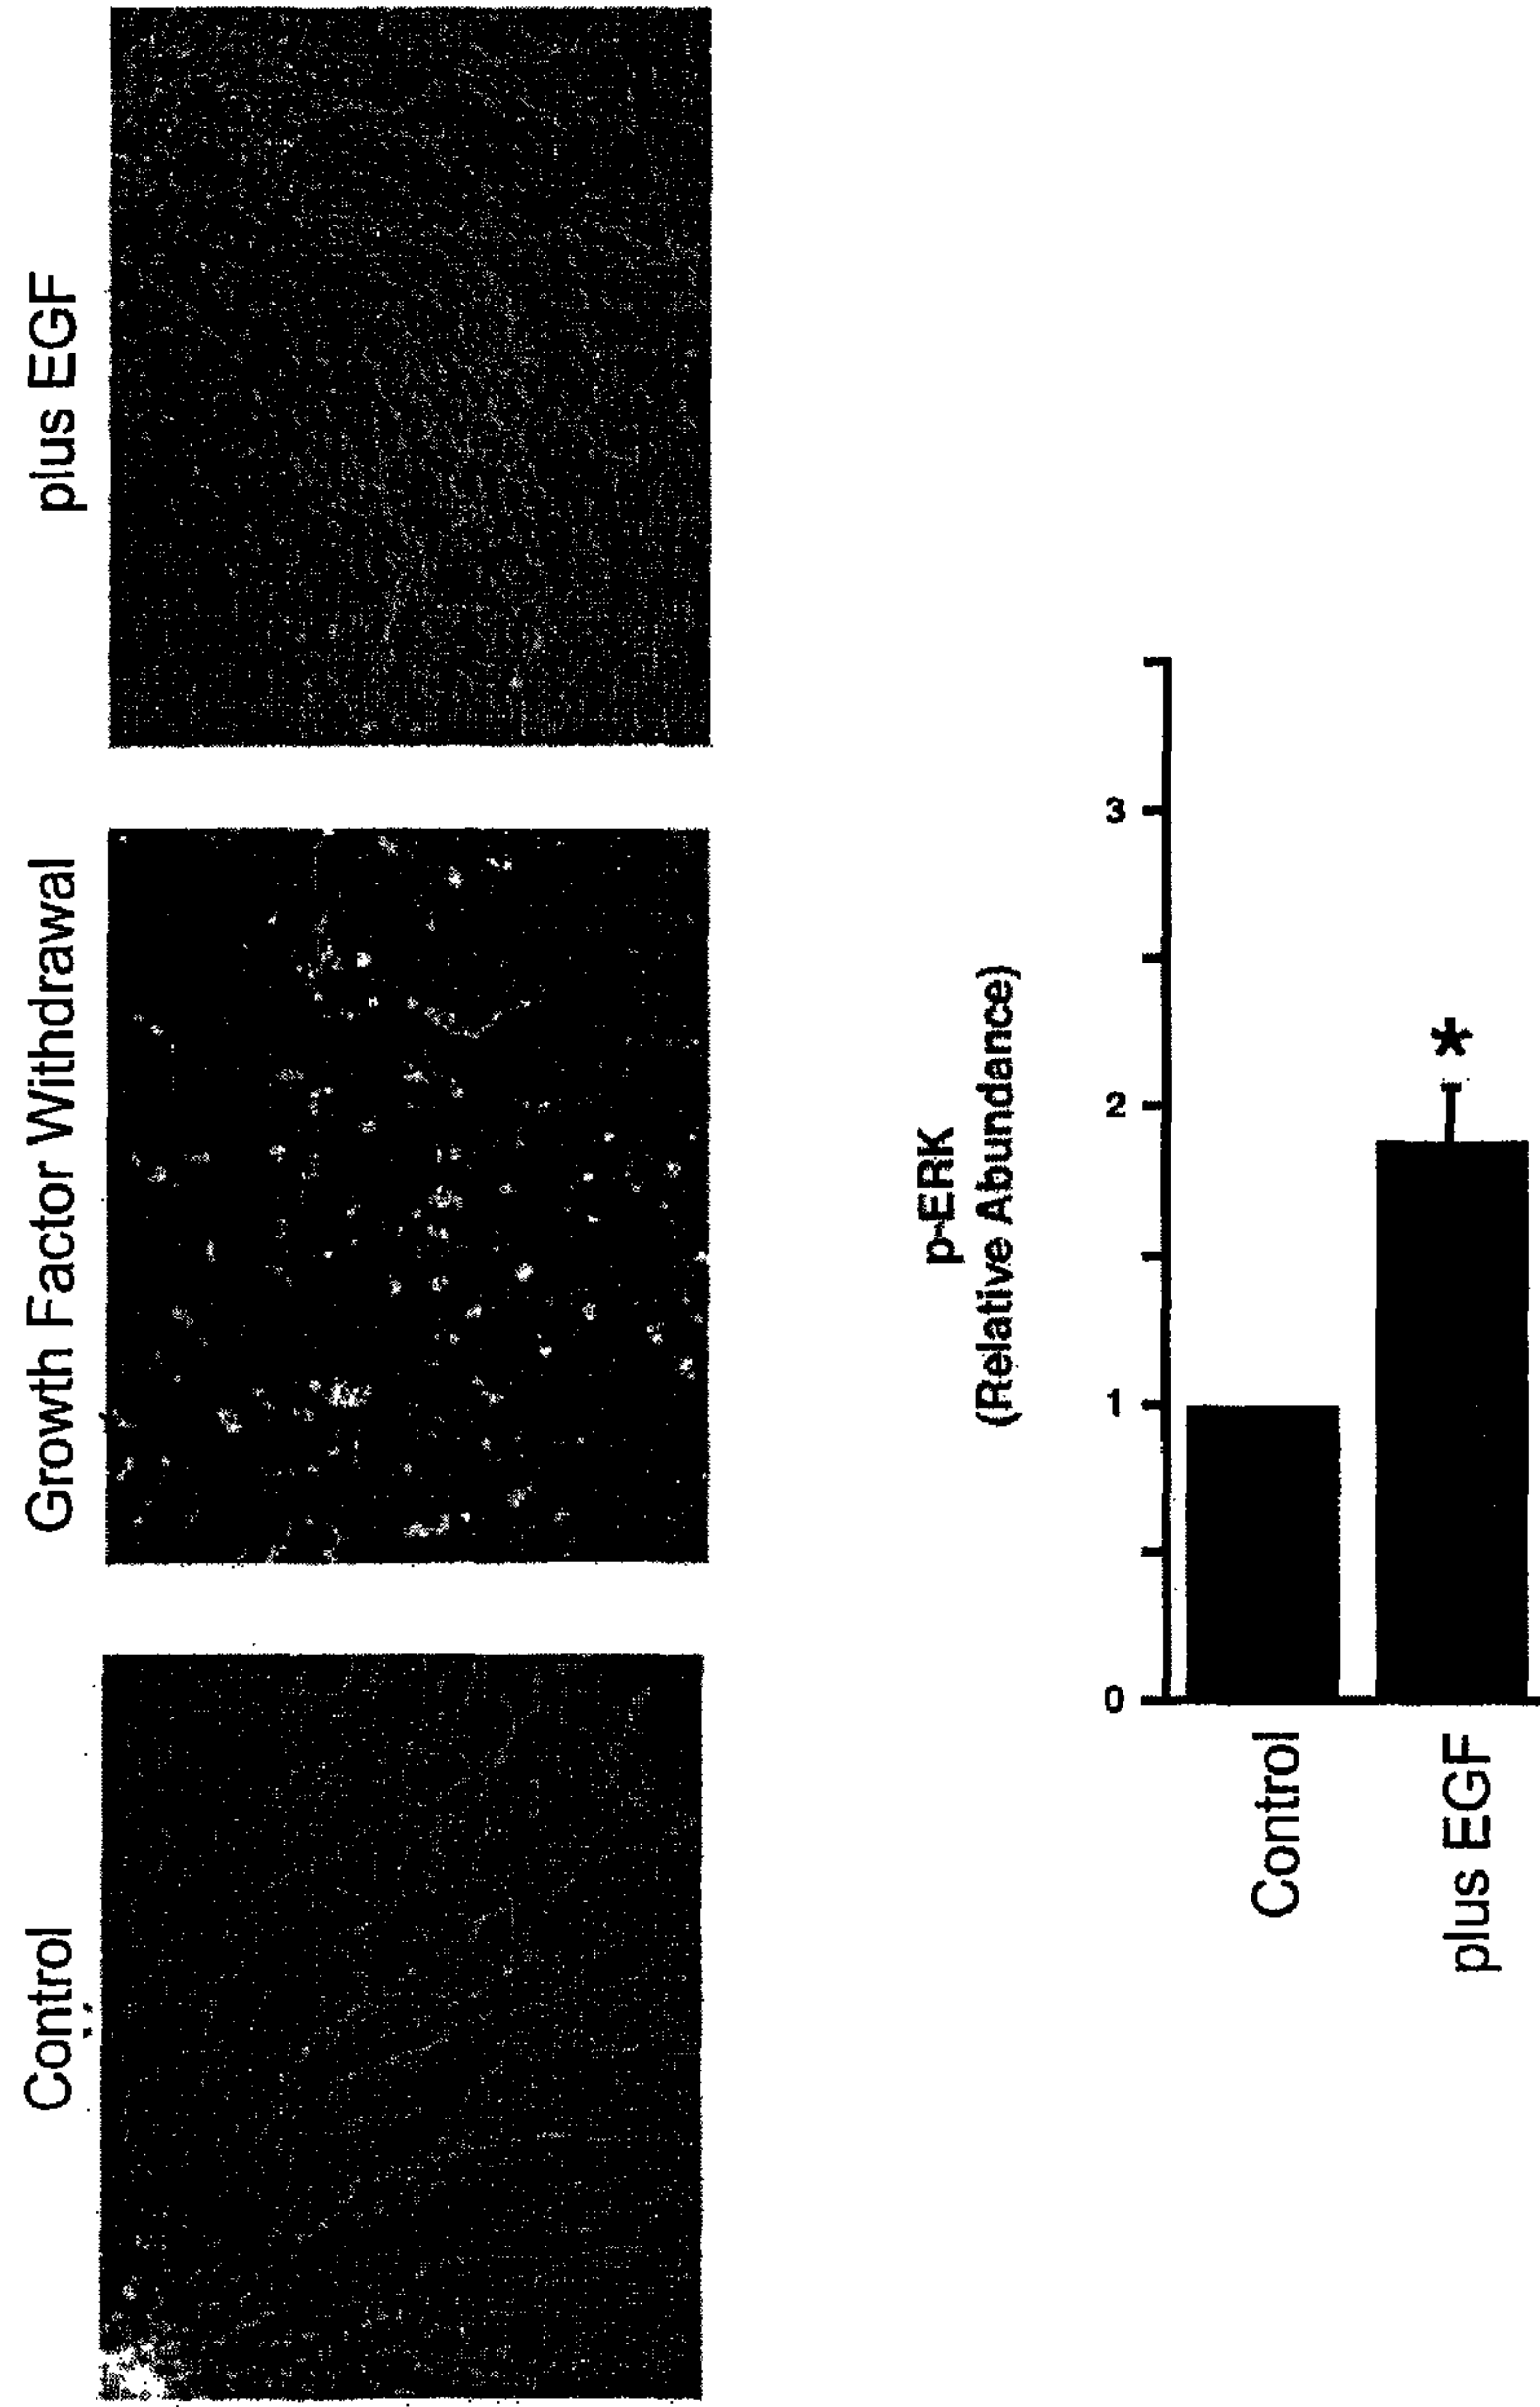 Control
Growth Factor Withdrawal
plus EGF
p-ERK
(Relative Abundance)
3
2
1
0
Control
plus EGF
*